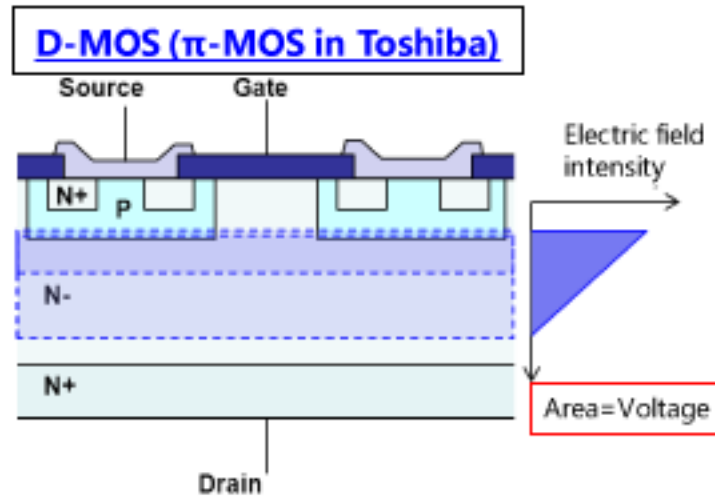 D-MOS (π-MOS in Toshiba)
Source
Gate
Electric field
intensity
N+
P
N-
N+
Area=Voltage
Drain